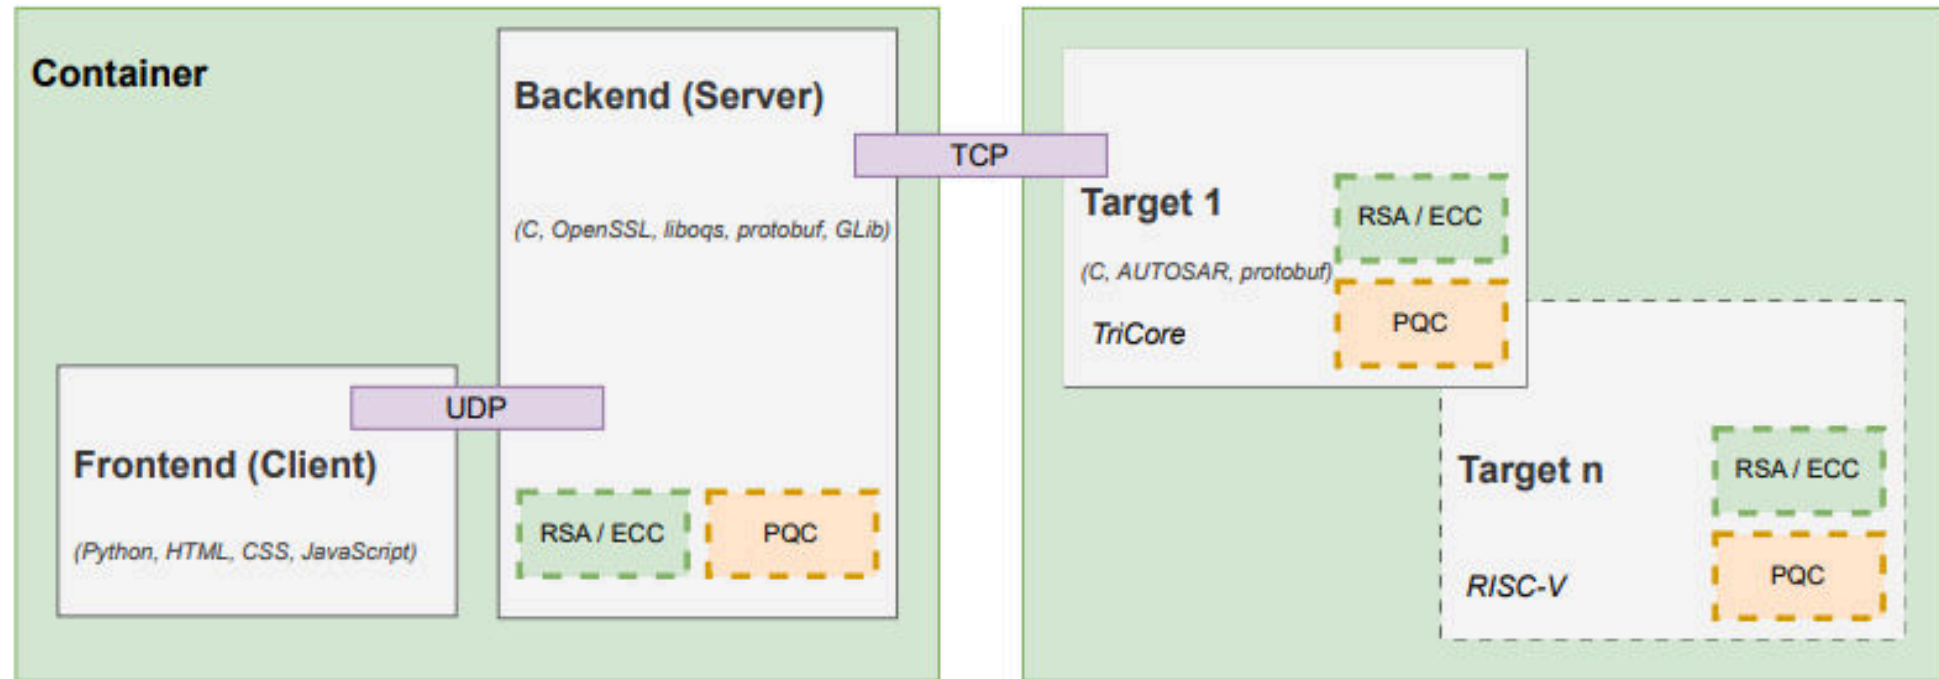 Container
Backend (Server)
(C, OpenSSL, liboqs, protobuf, GLib)
UDP
Frontend (Client)
(Python, HTML, CSS, JavaScript)
RSA / ECC
PQC
TCP
Target 1
(C, AUTOSAR, protobuf)
TriCore
RSA / ECC
PQC
Target n
RISC-V
RSA / ECC
PQC